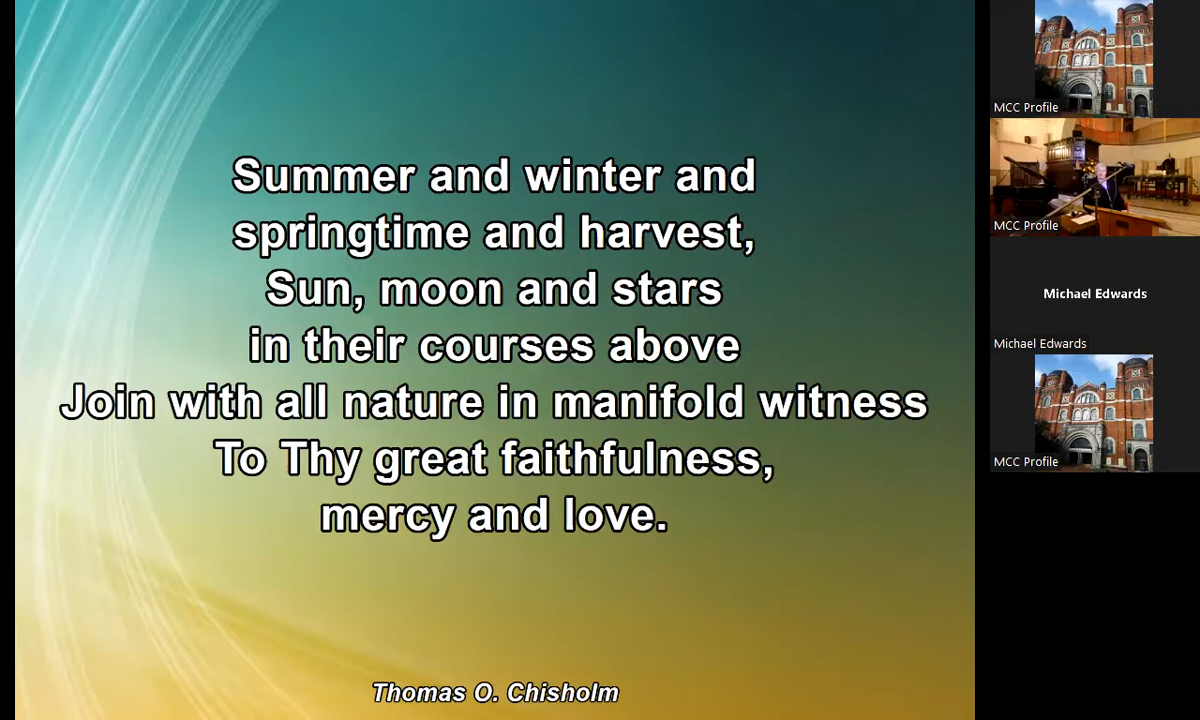 Summer and winter and
springtime and harvest,
Sun, moon and stars
in their courses above
Join with all nature in manifold witness
To Thy great faithfulness,
mercy and love.
Thomas O. Chisholm
MCC Profile
MCC Profile
Michael Edwards
Michael Edwards
MCC Profile